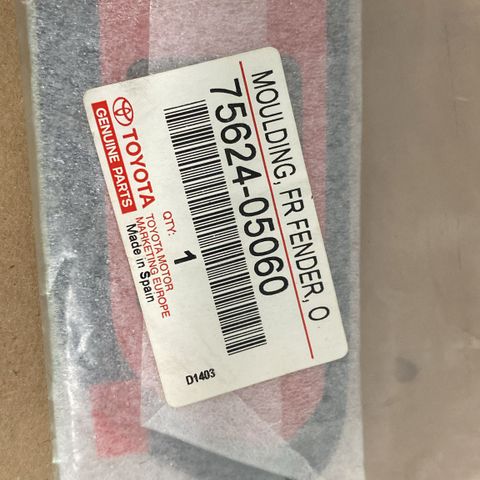 MOULDING, FR FENDER, O
75624-05060
TOYOTA
GENUINE PARTS
QTY:
1
TOYOTA MOTOR
MARKETING EUROPE
Made in Spain
D1403